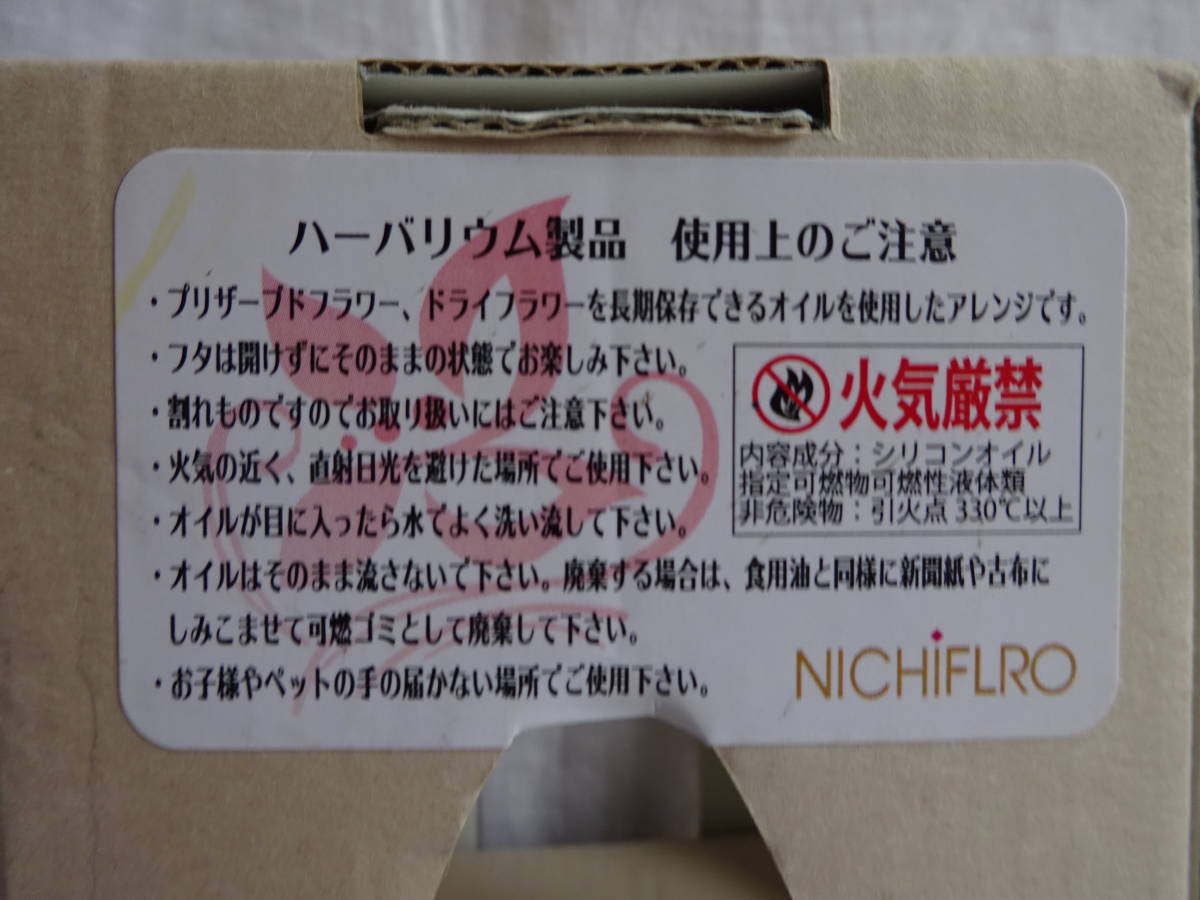 ハーバリウム製品　使用上のご注意
・プリザーブドフラワー、ドライフラワーを長期保存できるオイルを使用したアレンジです。
・フタは開けずにそのままの状態でお楽しみ下さい。
・割れものですのでお取り扱いにはご注意下さい。
・火気の近く、直射日光を避けた場所でご使用下さい。
・オイルが目に入ったら水でよく洗い流して下さい。
・オイルはそのまま流さないで下さい。廃棄する場合は、食用油と同様に新聞紙や古布に
しみこませて可燃ゴミとして廃棄して下さい。
・お子様やペットの手の届かない場所でご使用下さい。
火気厳禁
内容成分：シリコンオイル
指定可燃物可燃性液体類
非危険物：引火点 330℃以上
NICHiFLRO